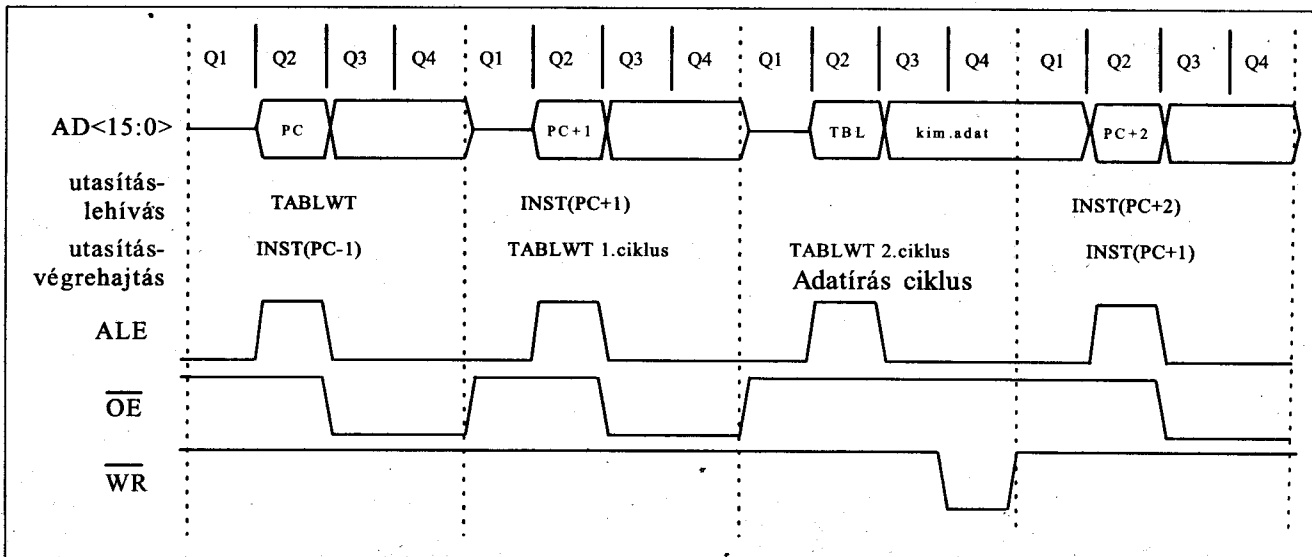 Q1 Q2 Q3 Q4 Q1 Q2 Q3 Q4 Q1 Q2 Q3 Q4 Q1 Q2 Q3 Q4
AD<15:0> PC PC+1 TBL kim.adat PC+2
utasítás-
lehívás TABLWT INST(PC+1) INST(PC+2)
utasítás-
végrehajtás INST(PC-1) TABLWT 1.ciklus TABLWT 2.ciklus INST(PC+1)
Adatírás ciklus
ALE
OE
WR